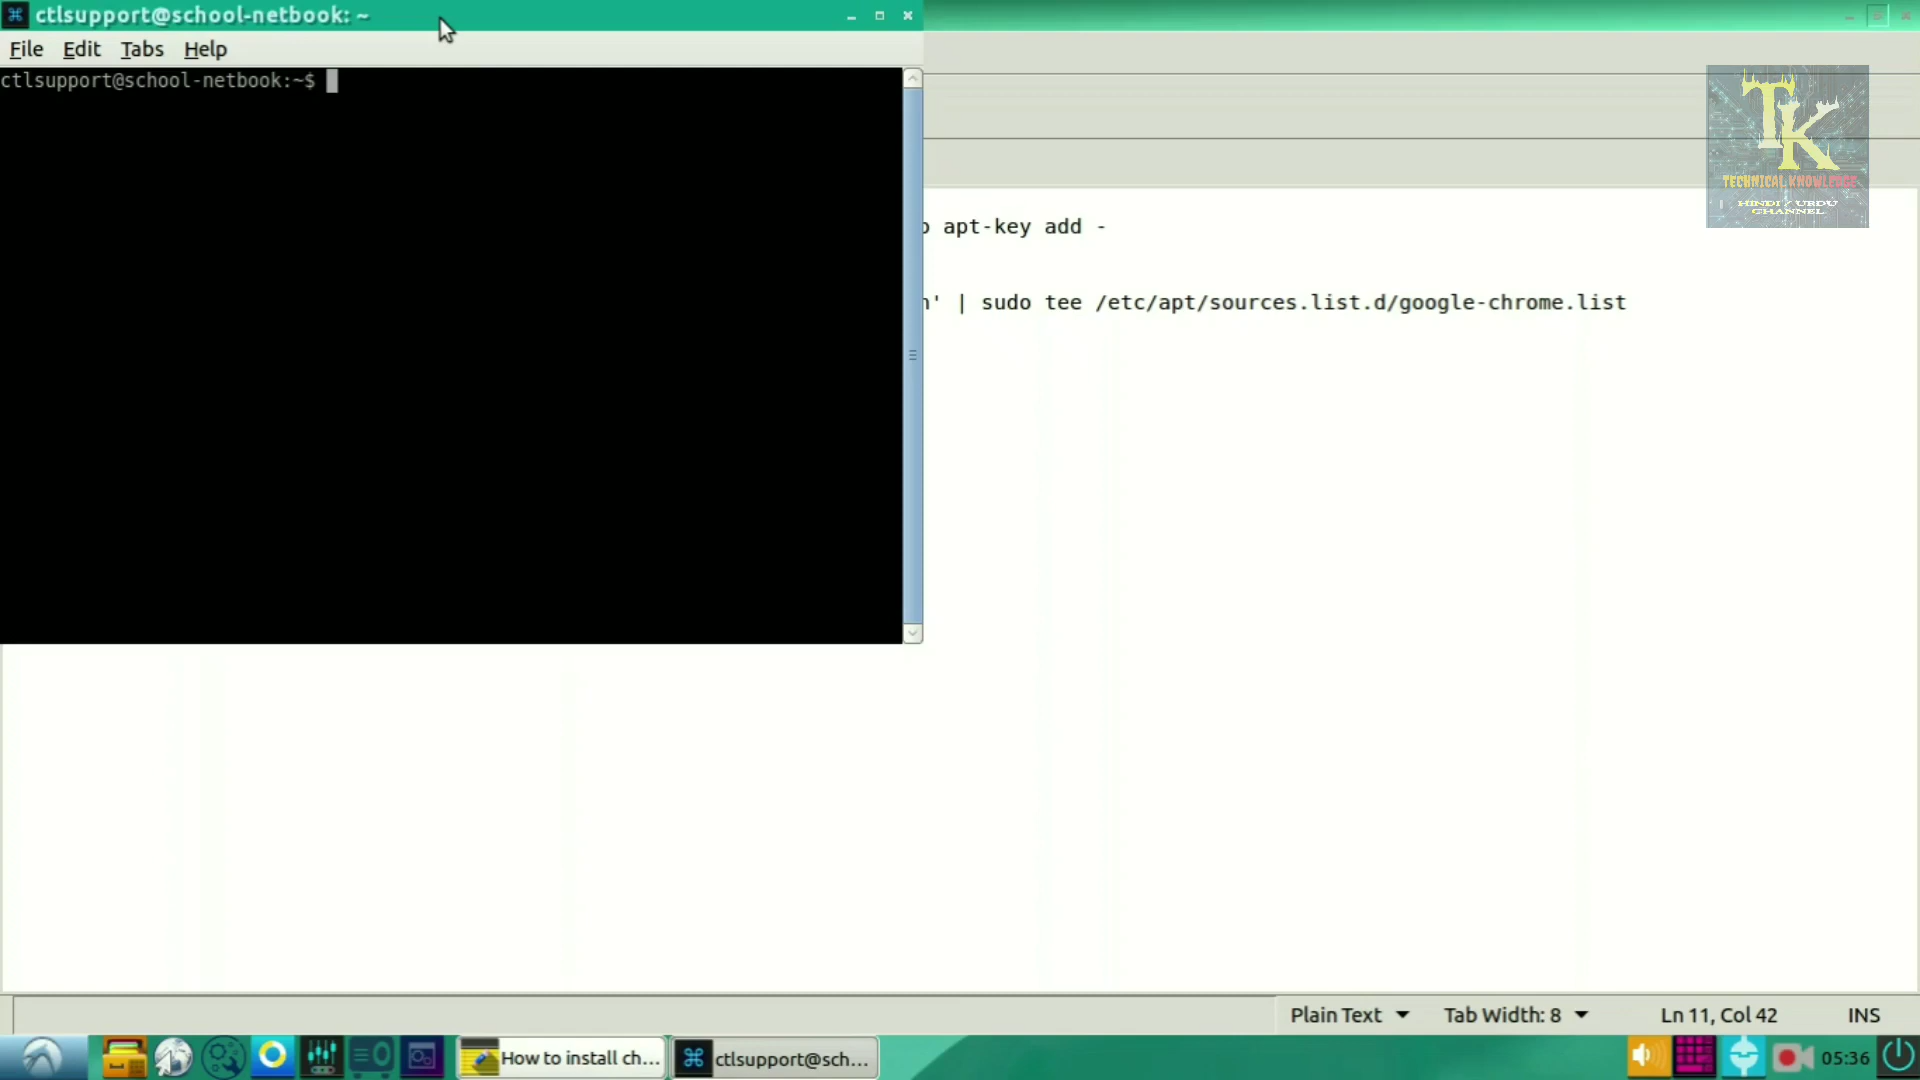 ctlsupport@school-netbook: ~
File Edit Tabs Help
ctlsupport@school-netbook:~$
TK
TECHNICAL KNOWLEDGE
HINDI / URDU
CHANNEL
apt-key add -
' | sudo tee /etc/apt/sources.list.d/google-chrome.list
Plain Text Tab Width: 8 Ln 11, Col 42 INS
How to install ch... ctlsupport@sch... 05:36